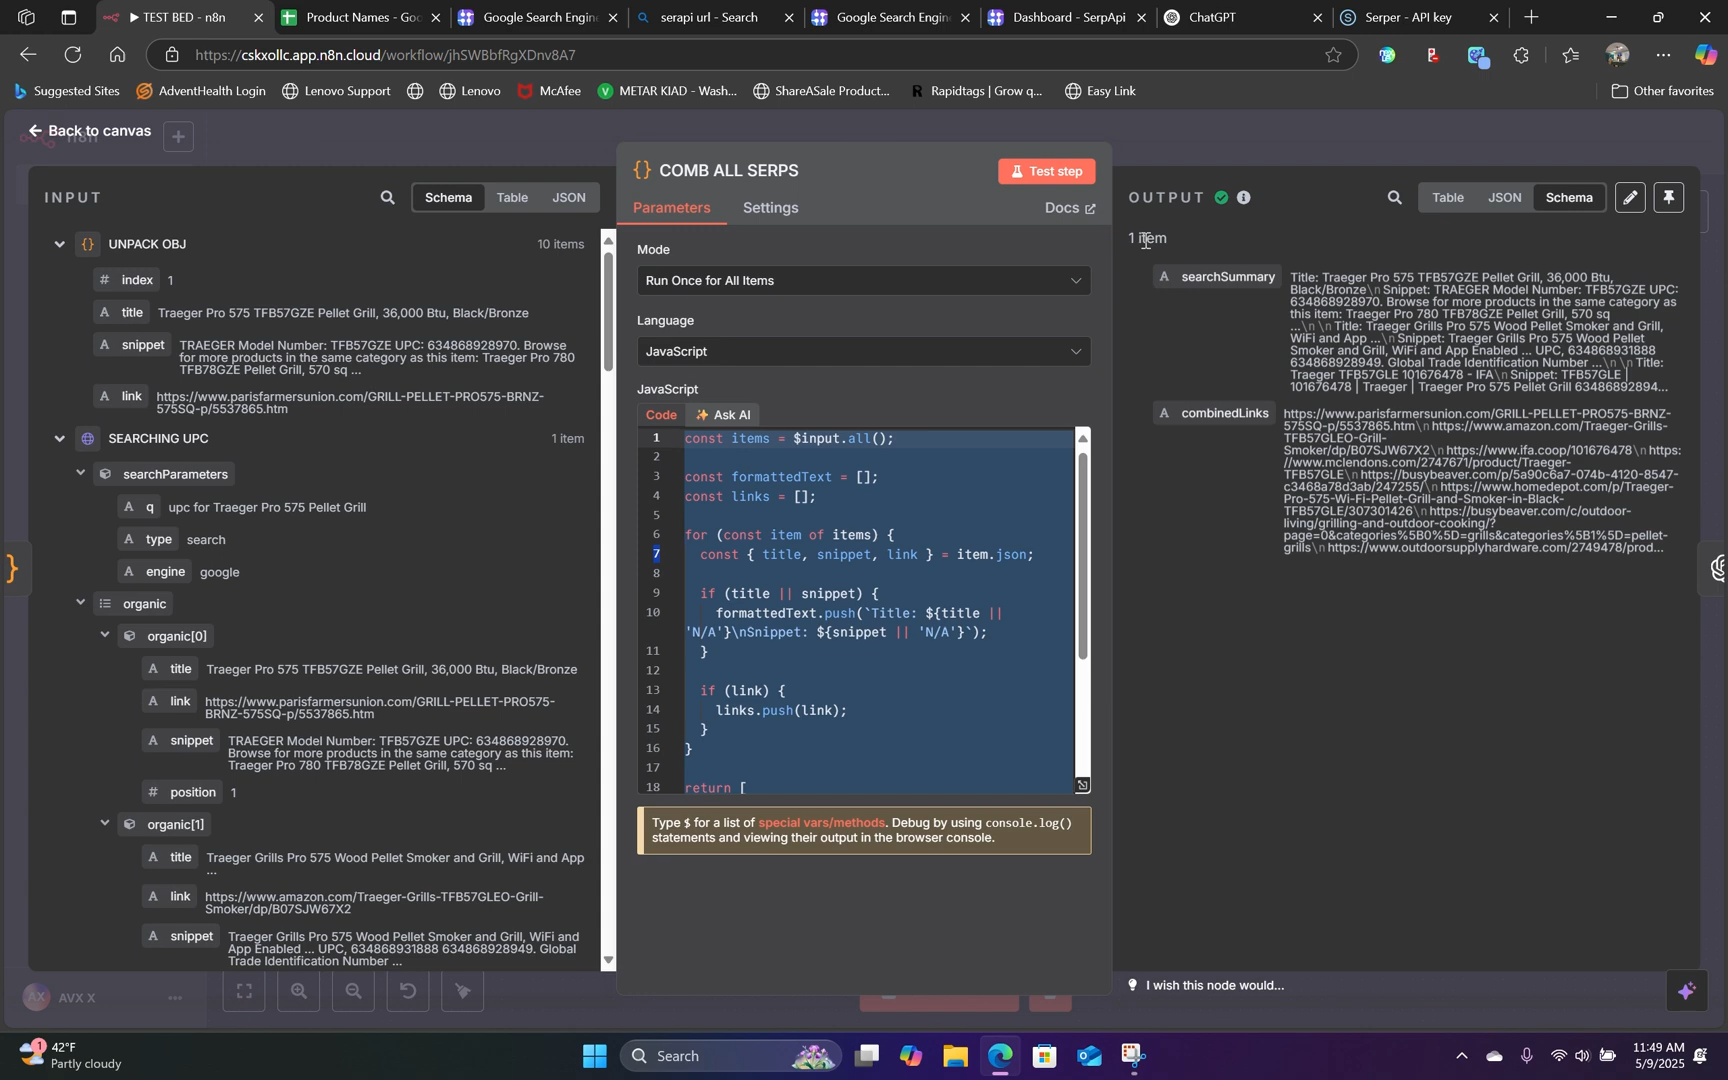 TEST BED - n8n
Product Names - Goo
Google Search Engin
serapi url - Search
Google Search Engin
Dashboard - SerpApi
ChatGPT
Serper - API key
https://cskxollc.app.n8n.cloud/workflow/jhSWBbfRgXDnv8A7
Suggested Sites
AdventHealth Login
Lenovo Support
Lenovo
McAfee
METAR KIAD - Wash...
ShareASale Product...
Rapidtags | Grow q...
Easy Link
Other favorites
Back to canvas
INPUT
Schema
Table
JSON
UNPACK OBJ
10 items
# index 1
A title Traeger Pro 575 TFB57GZE Pellet Grill, 36,000 Btu, Black/Bronze
A snippet TRAEGER Model Number: TFB57GZE UPC: 634868928970. Browse
for more products in the same category as this item: Traeger Pro 780
TFB78GZE Pellet Grill, 570 sq ...
A link https://www.parisfarmersunion.com/GRILL-PELLET-PRO575-BRNZ-
575SQ-p/5537865.htm
SEARCHING UPC
1 item
searchParameters
A q upc for Traeger Pro 575 Pellet Grill
A type search
A engine google
organic
organic[0]
A title Traeger Pro 575 TFB57GZE Pellet Grill, 36,000 Btu, Black/Bronze
A link https://www.parisfarmersunion.com/GRILL-PELLET-PRO575-
BRNZ-575SQ-p/5537865.htm
A snippet TRAEGER Model Number: TFB57GZE UPC: 634868928970.
Browse for more products in the same category as this item:
Traeger Pro 780 TFB78GZE Pellet Grill, 570 sq ...
# position 1
organic[1]
A title Traeger Grills Pro 575 Wood Pellet Smoker and Grill, WiFi and App
...
A link https://www.amazon.com/Traeger-Grills-TFB57GLEO-Grill-
Smoker/dp/B07SJW67X2
A snippet Traeger Grills Pro 575 Wood Pellet Smoker and Grill, WiFi and
App Enabled ... UPC, 634868931888 634868928949. Global
Trade Identification Number ...
{} COMB ALL SERPS
Test step
Parameters
Settings
Docs
Mode
Run Once for All Items
Language
JavaScript
JavaScript
Code
Ask AI
1 const items = $input.all();
2
3 const formattedText = [];
4 const links = [];
5
6 for (const item of items) {
7 const { title, snippet, link } = item.json;
8
9 if (title || snippet) {
10 formattedText.push(`Title: ${title ||
'N/A'}\nSnippet: ${snippet || 'N/A'}`);
11 }
12
13 if (link) {
14 links.push(link);
15 }
16 }
17
18 return [
Type $ for a list of special vars/methods. Debug by using console.log()
statements and viewing their output in the browser console.
OUTPUT
Table
JSON
Schema
1 item
A searchSummary Title: Traeger Pro 575 TFB57GZE Pellet Grill, 36,000 Btu,
Black/Bronze\n Snippet: TRAEGER Model Number: TFB57GZE UPC:
634868928970. Browse for more products in the same category as
this item: Traeger Pro 780 TFB78GZE Pellet Grill, 570 sq
...\n \n Title: Traeger Grills Pro 575 Wood Pellet Smoker and Grill,
WiFi and App ...\n Snippet: Traeger Grills Pro 575 Wood Pellet
Smoker and Grill, WiFi and App Enabled ... UPC, 634868931888
634868928949. Global Trade Identification Number ...\n \n Title:
Traeger TFB57GLE 101676478 - IFA\n Snippet: TFB57GLE |
101676478 | Traeger | Traeger Pro 575 Pellet Grill 63486892894...
A combinedLinks https://www.parisfarmersunion.com/GRILL-PELLET-PRO575-BRNZ-
575SQ-p/5537865.htm\n https://www.amazon.com/Traeger-Grills-
TFB57GLEO-Grill-
Smoker/dp/B07SJW67X2\n https://www.ifa.coop/101676478\n https:
//www.mclendons.com/2747671/product/Traeger-
TFB57GLE\n https://busybeaver.com/p/5a90c6a7-074b-4120-8547-
c3468a78d3ab/247255/\n https://www.homedepot.com/p/Traeger-
Pro-575-Wi-Fi-Pellet-Grill-and-Smoker-in-Black-
TFB57GLE/307301426\n https://busybeaver.com/c/outdoor-
living/grilling-and-outdoor-cooking/?
page=0&categories%5B0%5D=grills&categories%5B1%5D=pellet-
grills\n https://www.outdoorsupplyhardware.com/2749478/prod...
I wish this node would...
AX AVX X
1
42°F
Partly cloudy
Search
11:49 AM
5/9/2025